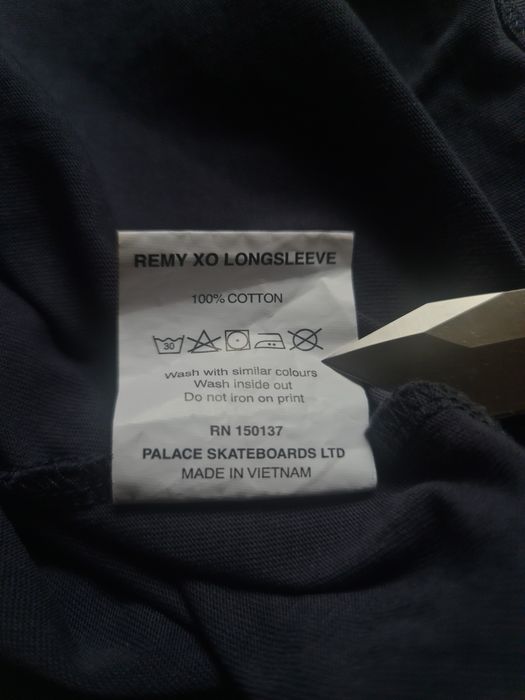 REMY XO LONGSLEEVE
100% COTTON
30
Wash with similar colours
Wash inside out
Do not iron on print
RN 150137
PALACE SKATEBOARDS LTD
MADE IN VIETNAM